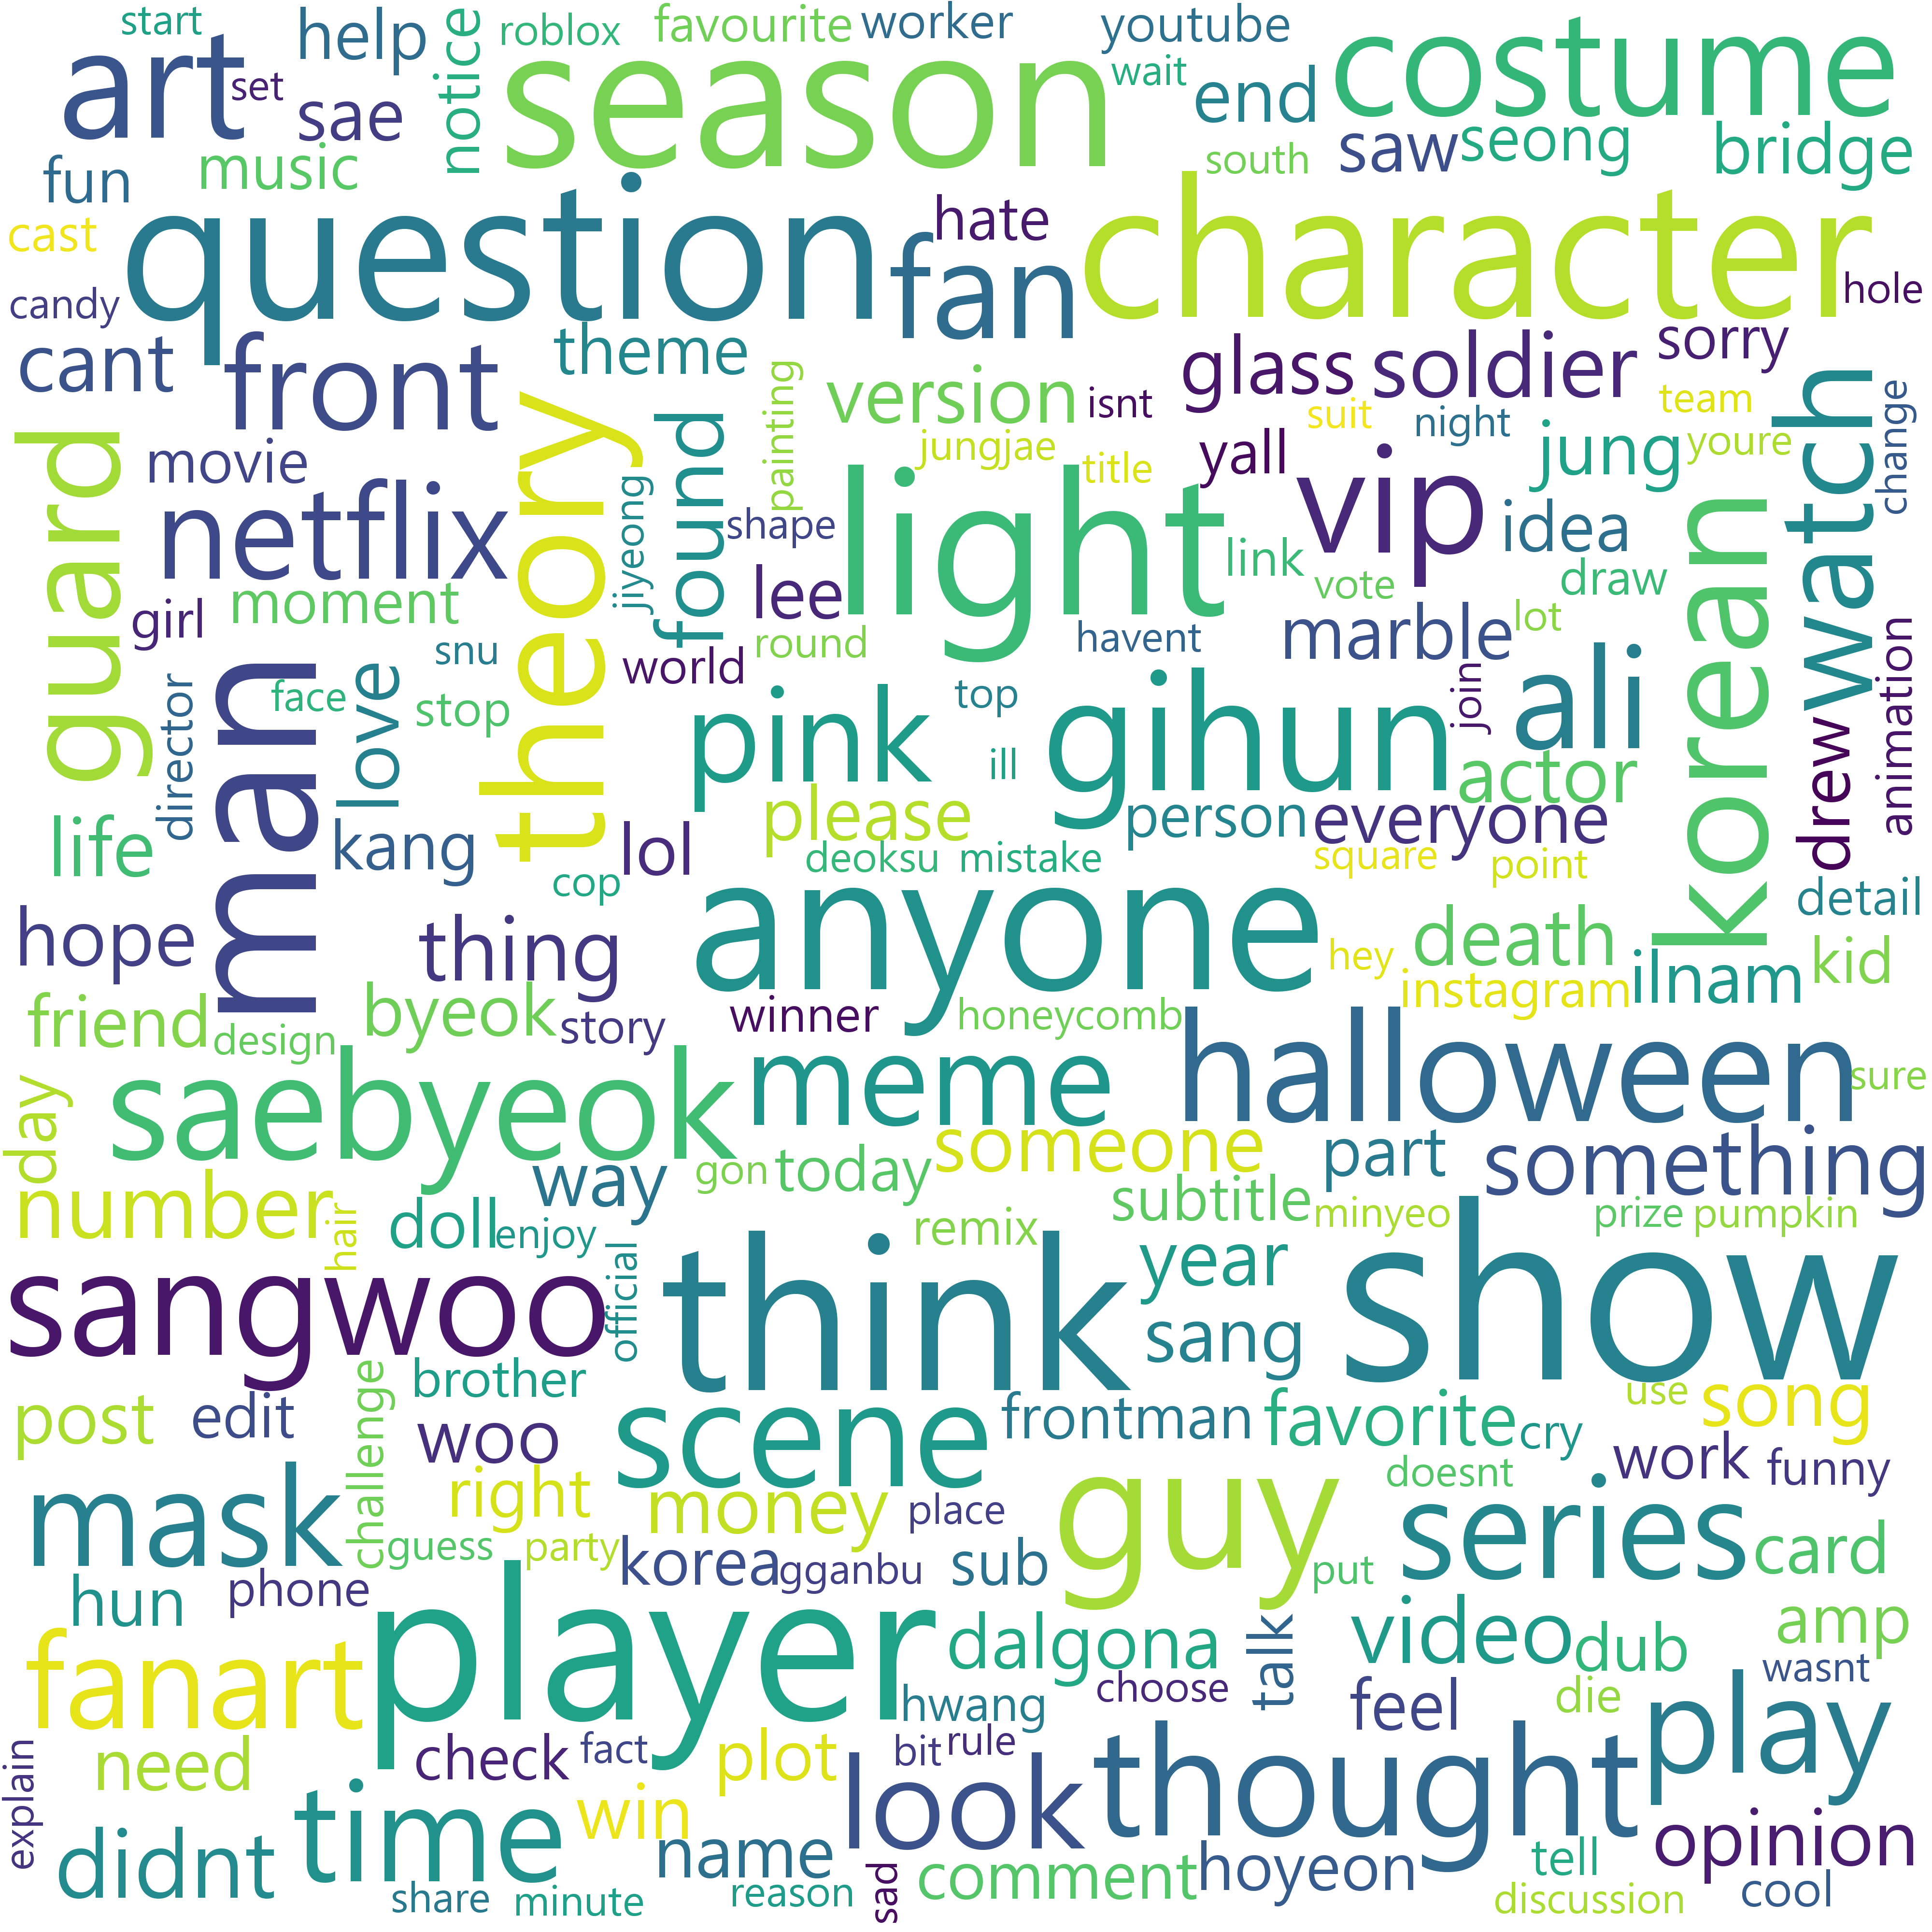 start
help
roblox
favourite
worker
youtube
costume
art
set
sae
notice
season
wait
end
saw
seong
bridge
fun
music
south
cast
question
fan
hate
character
hole
candy
cant
front
theme
painting
version
isnt
glass
soldier
sorry
watch
change
guard
movie
theory
found
jungjae
title
yall
suit
night
jung
team
youre
netflix
jiyeong
shape
light
vip
idea
korean
girl
moment
lee
link
vote
draw
snu
round
havent
marble
lot
man
world
director
face
love
stop
pink
top
gihun
join
ali
drew
animation
ill
actor
life
kang
lol
please
person
everyone
cop
deoksu
mistake
square
point
detail
hope
thing
anyone
hey
death
ilnam
kid
instagram
friend
design
byeok
story
winner
honeycomb
halloween
sure
day
saebyeok
meme
someone
part
something
number
way
gon
today
subtitle
minyeo
prize
pumpkin
hair
doll
enjoy
remix
year
show
sangwoo
official
think
sang
brother
post
edit
challenge
woo
scene
frontman
favorite
cry
use
song
work
funny
mask
right
money
place
guy
doesnt
series
card
guess
party
korea
gganbu
sub
put
hun
phone
player
dalgona
talk
video
dub
amp
wasnt
fanart
hwang
choose
feel
die
play
explain
need
check
fact
plot
bit
rule
look
thought
didnt
time
win
name
comment
hoyeon
tell
opinion
share
minute
reason
sad
discussion
cool